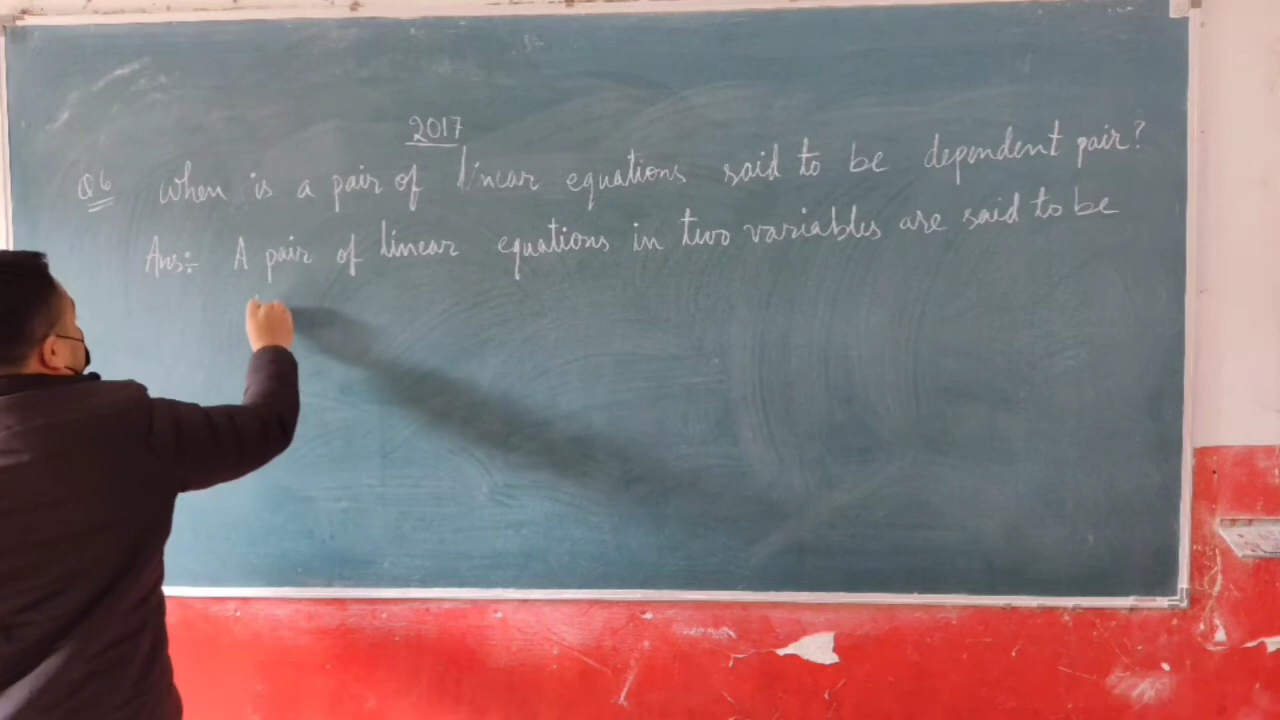 2017
Q6 When is a pair of linear equations said to be dependent pair?
Ans:- A pair of linear equations in two variables are said to be